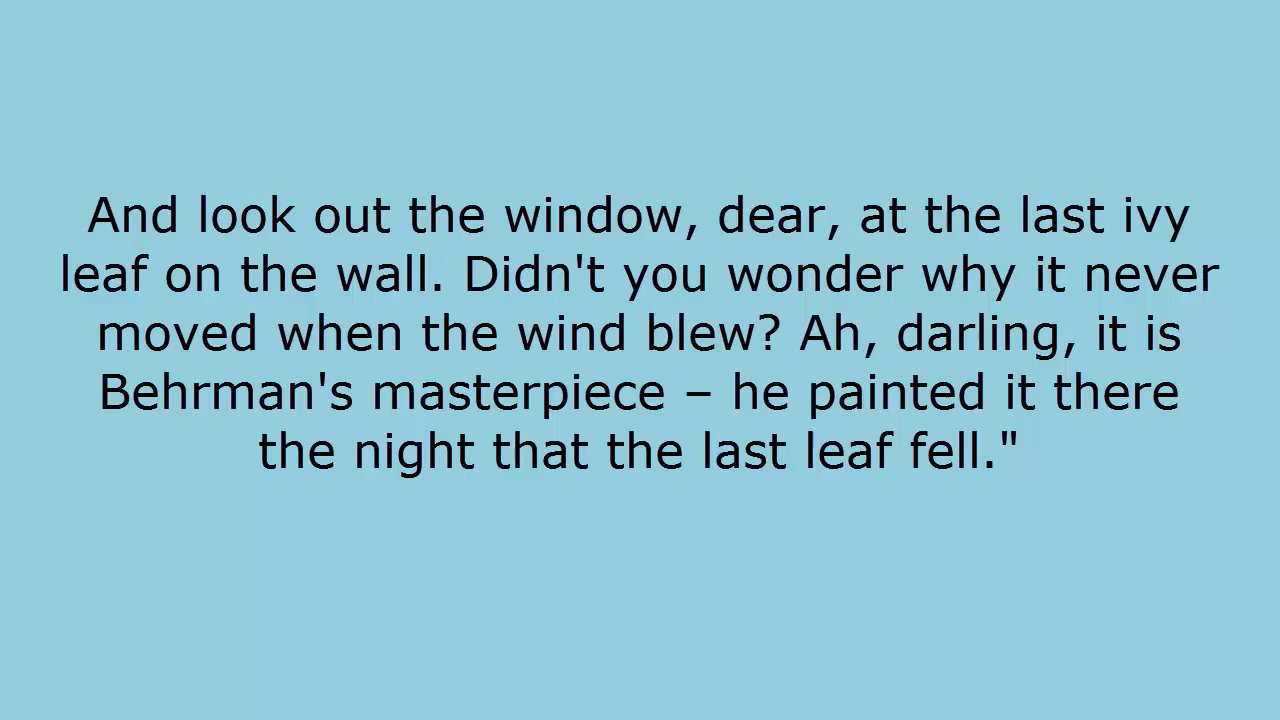 And look out the window, dear, at the last ivy
leaf on the wall. Didn't you wonder why it never
moved when the wind blew? Ah, darling, it is
Behrman's masterpiece – he painted it there
the night that the last leaf fell."